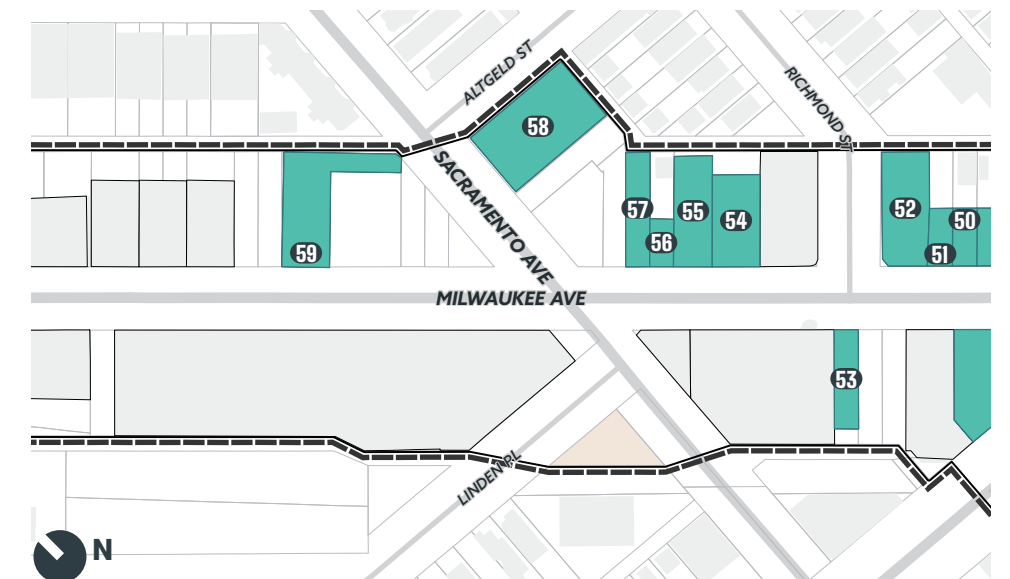 ALTGELD ST
RICHMOND ST
58
SACRAMENTO AVE
57
55
54
52
50
56
51
59
MILWAUKEE AVE
53
LINDEN PL
N